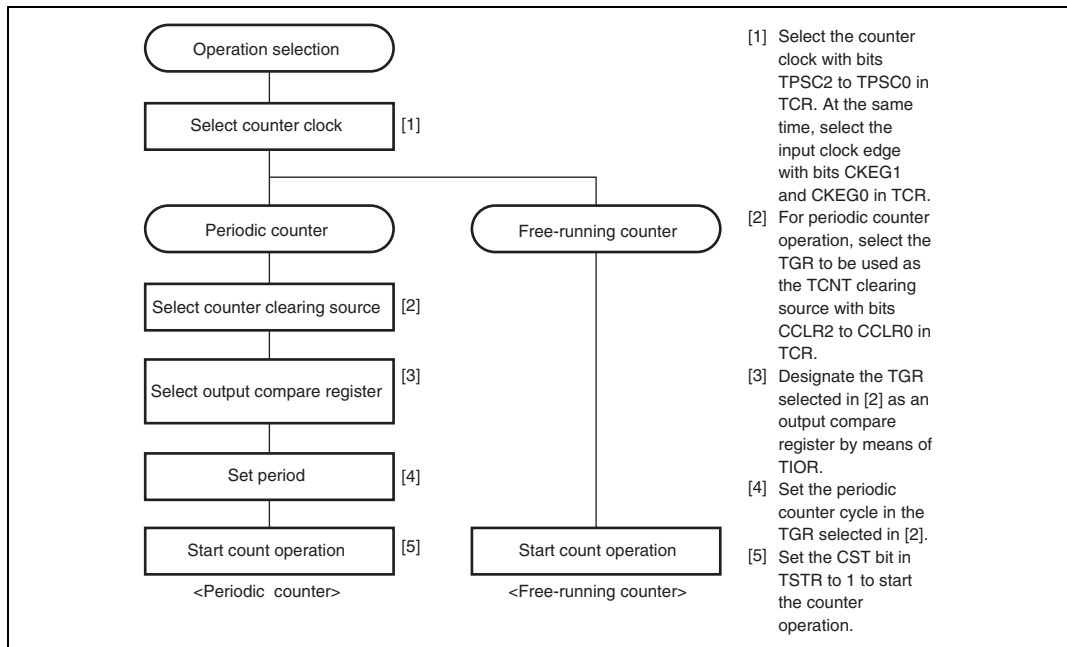 Operation selection
Select counter clock
[1]
Periodic counter
Free-running counter
Select counter clearing source
[2]
Select output compare register
[3]
Set period
[4]
Start count operation
[5]
Start count operation
<Periodic counter>
<Free-running counter>
[1] Select the counter
clock with bits
TPSC2 to TPSC0 in
TCR. At the same
time, select the
input clock edge
with bits CKEG1
and CKEG0 in TCR.
[2] For periodic counter
operation, select the
TGR to be used as
the TCNT clearing
source with bits
CCLR2 to CCLR0 in
TCR.
[3] Designate the TGR
selected in [2] as an
output compare
register by means of
TIOR.
[4] Set the periodic
counter cycle in the
TGR selected in [2].
[5] Set the CST bit in
TSTR to 1 to start
the counter
operation.